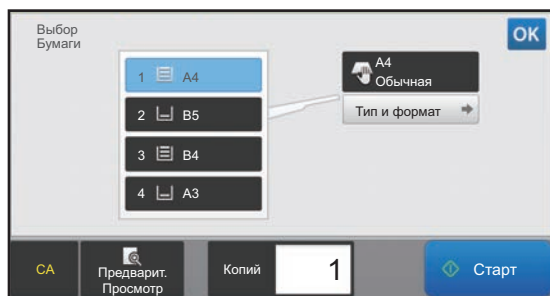 Выбор
Бумаги
OK
1 A4
2 B5
3 B4
4 A3
A4
Обычная
Тип и формат
CA
Предварит.
Просмотр
Копий
1
Старт